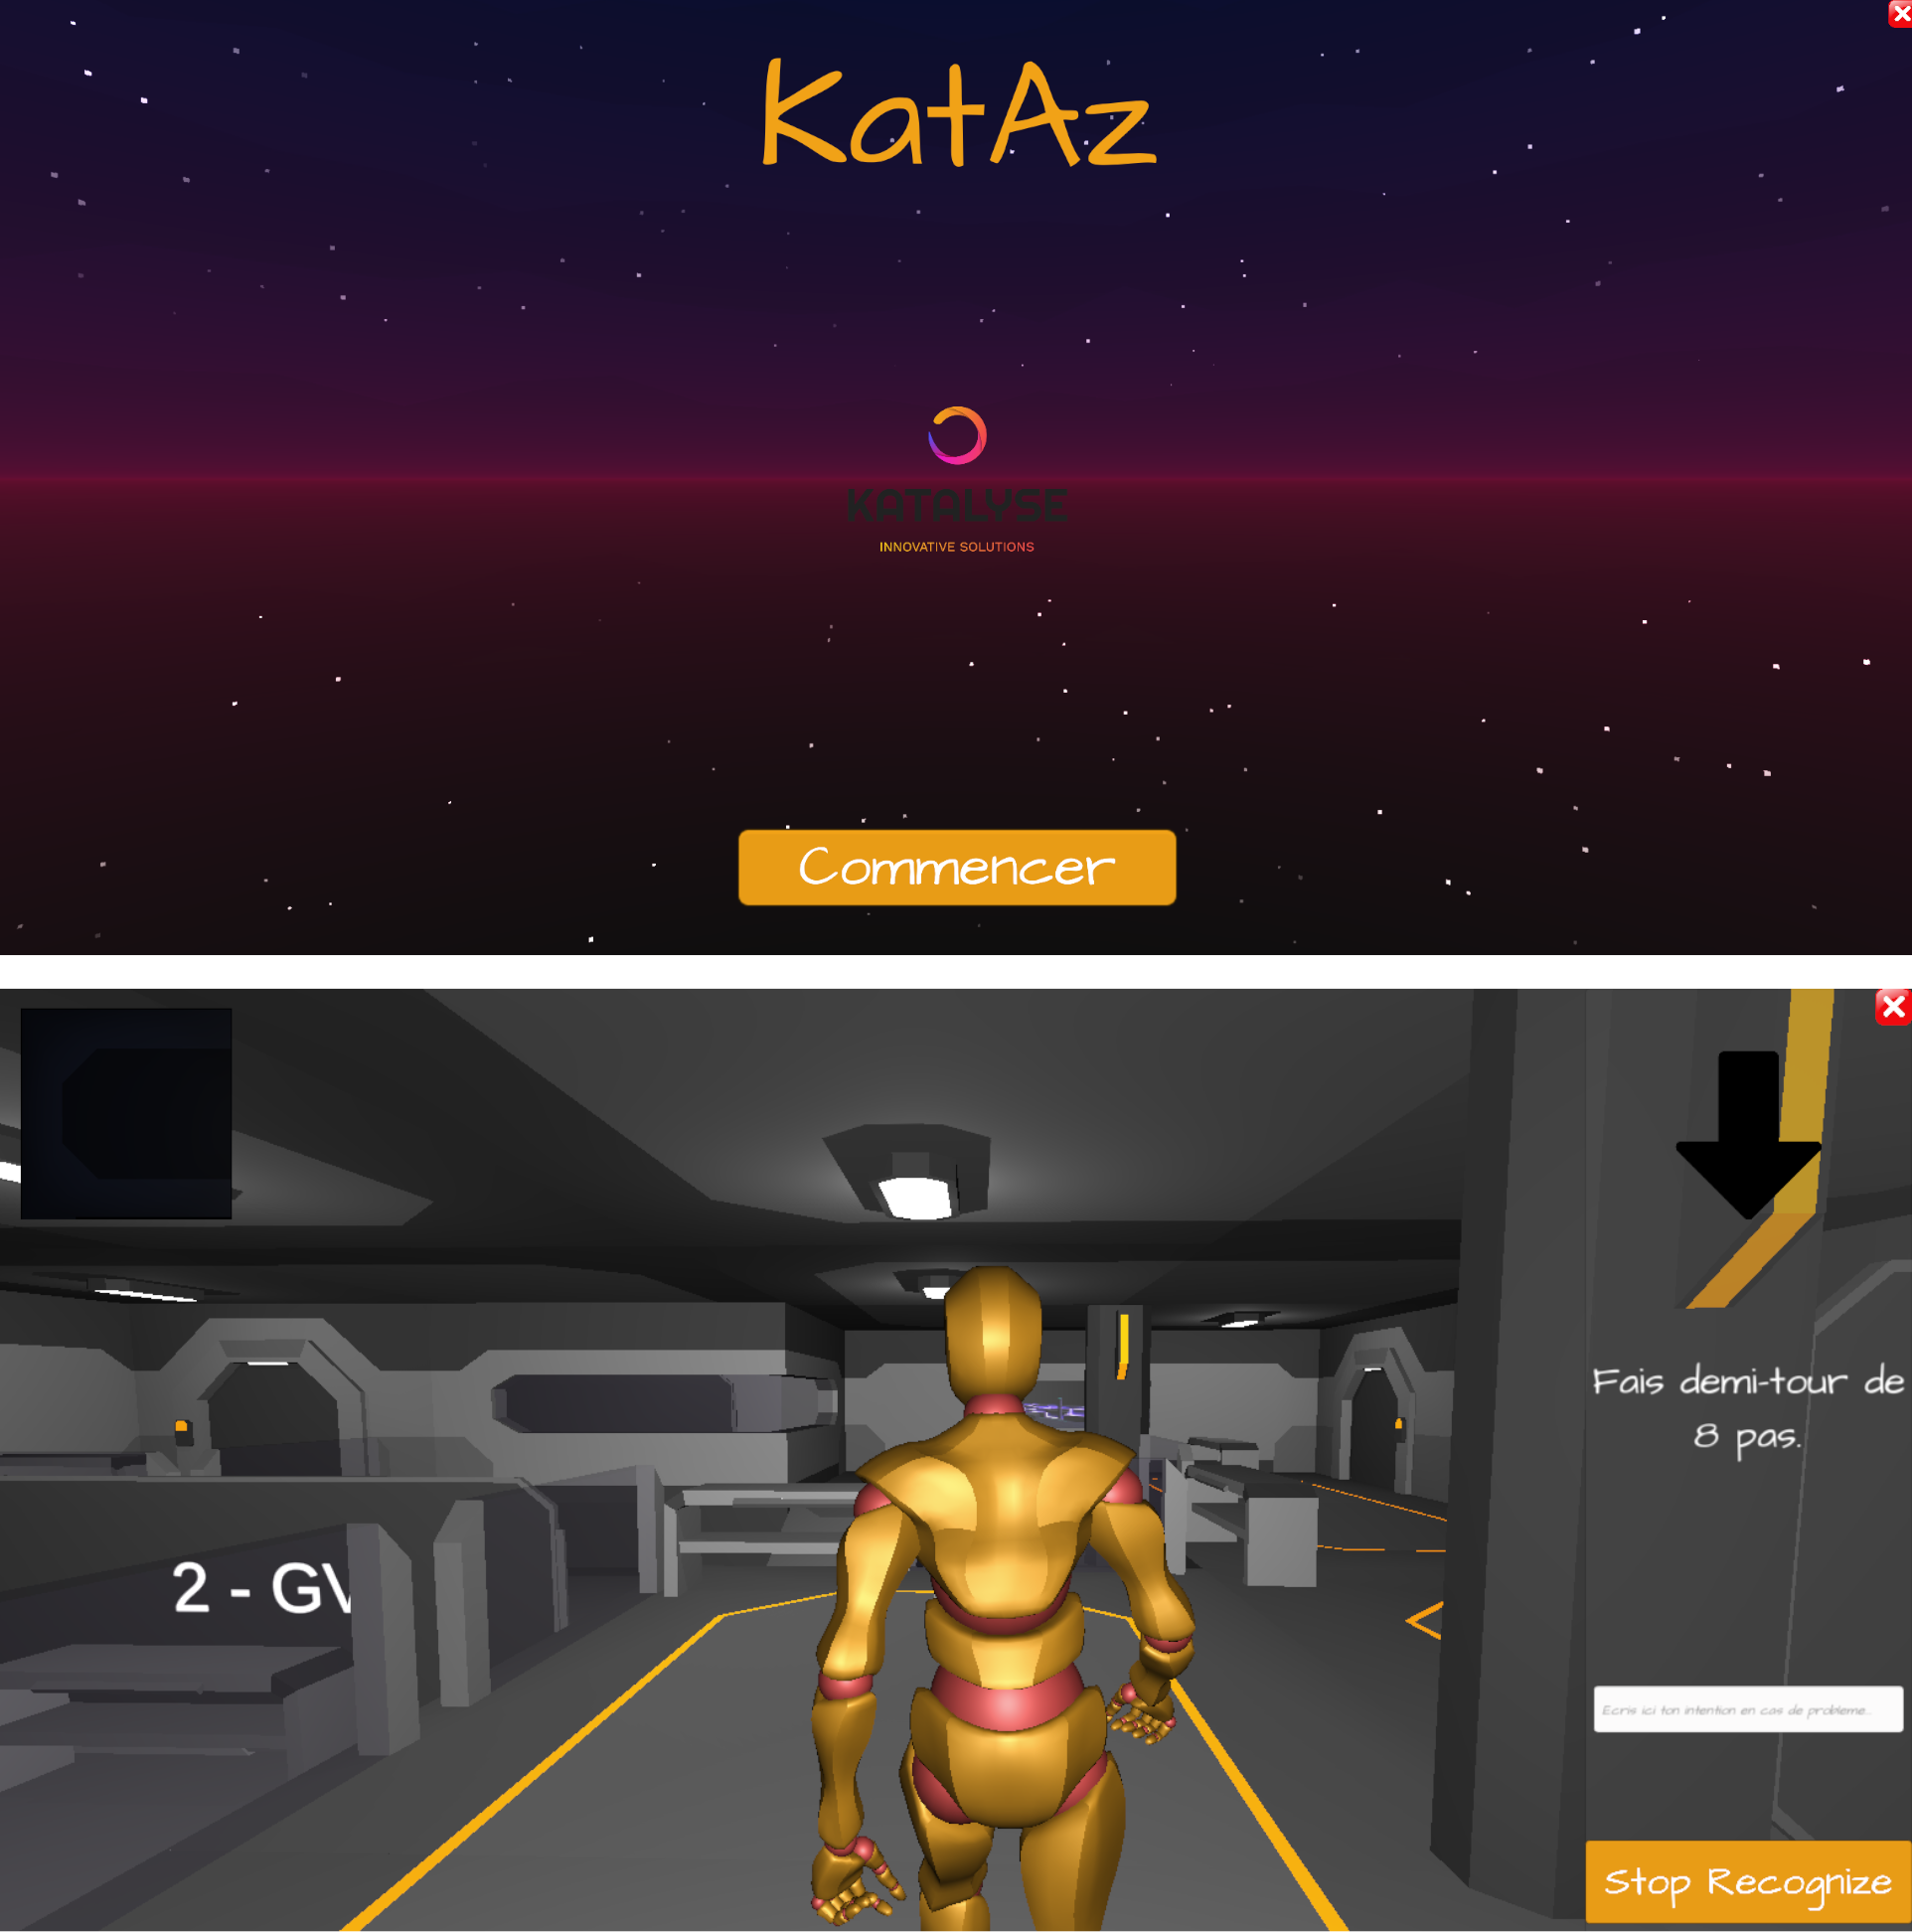 KatAz
KATALYSE
INNOVATIVE SOLUTIONS
Commencer
Fais demi-tour de
8 pas.
2 - GV
Ecris ici ton intention en cas de problème...
Stop Recognize